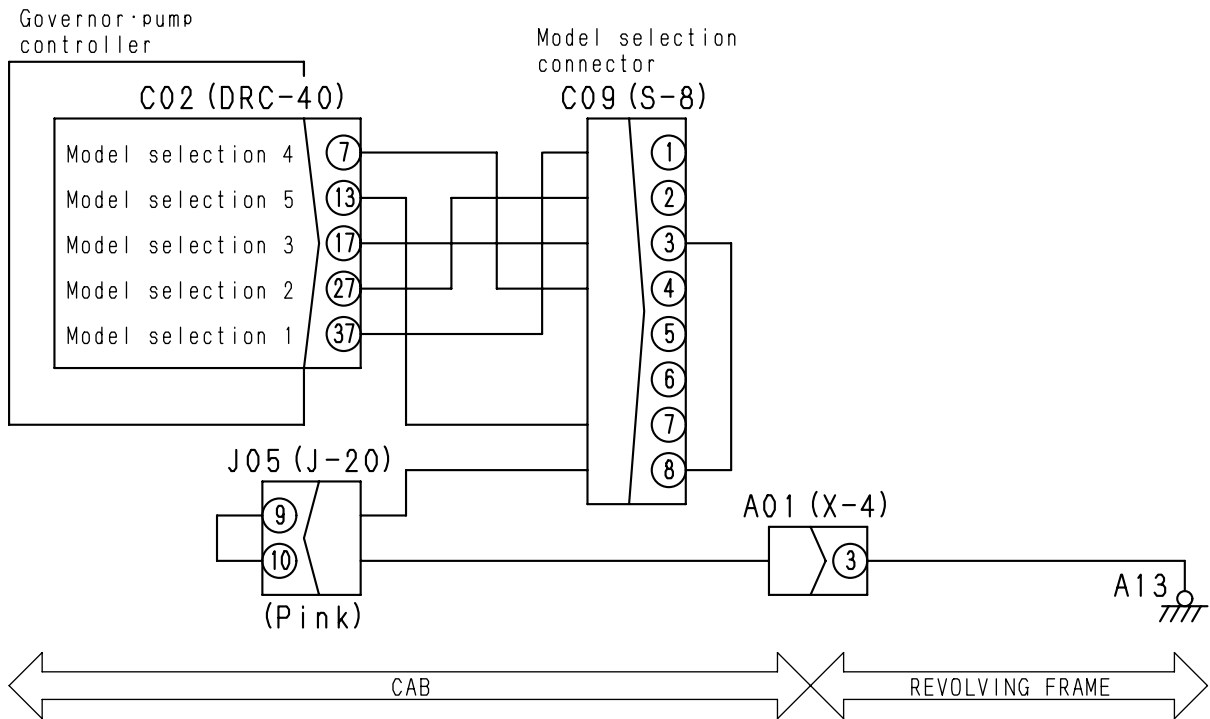 Governor·pump
controller
Model selection
connector
C02 (DRC-40)
C09 (S-8)
Model selection 4
7
Model selection 5
13
Model selection 3
17
Model selection 2
27
Model selection 1
37
1
2
3
4
5
6
7
8
J05 (J-20)
9
10
(Pink)
A01 (X-4)
3
A13
CAB
REVOLVING FRAME